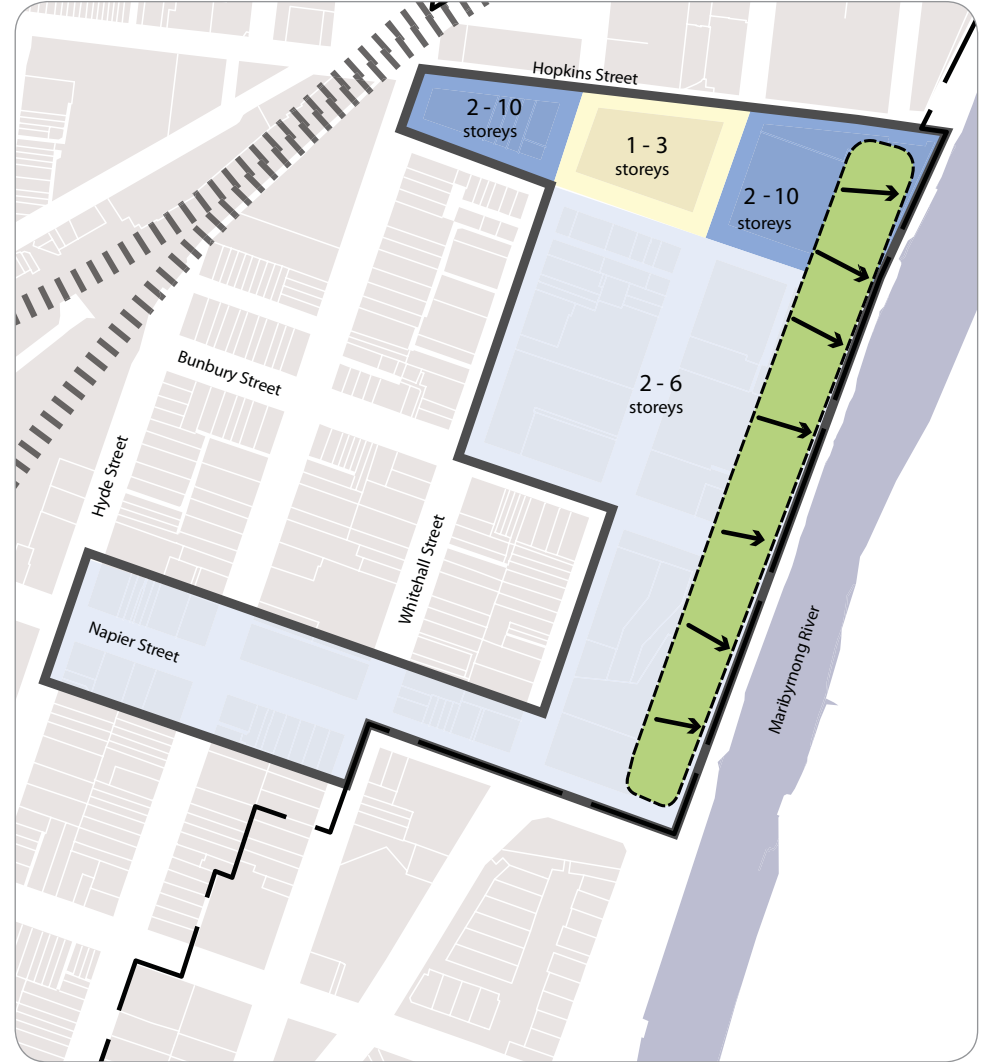 Hopkins Street
2 - 10
storeys
1 - 3
storeys
2 - 10
storeys
Bunbury Street
2 - 6
storeys
Hyde Street
Whitehall Street
Napier Street
Maribyrnong River